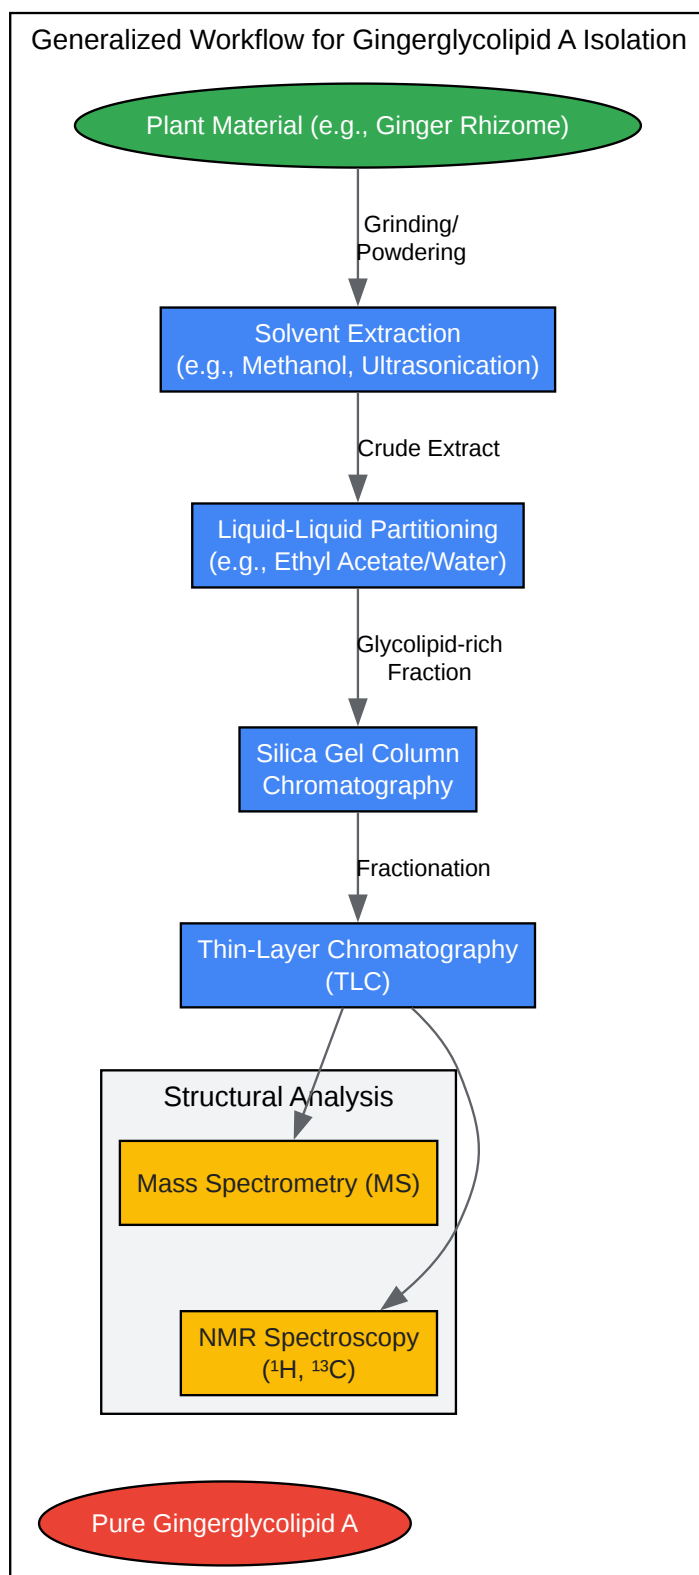 Generalized Workflow for Gingerglycolipid A Isolation
Plant Material (e.g., Ginger Rhizome)
Grinding/
Powdering
Solvent Extraction
(e.g., Methanol, Ultrasonication)
Crude Extract
Liquid-Liquid Partitioning
(e.g., Ethyl Acetate/Water)
Glycolipid-rich
Fraction
Silica Gel Column
Chromatography
Fractionation
Thin-Layer Chromatography
(TLC)
Structural Analysis
Mass Spectrometry (MS)
NMR Spectroscopy
(¹H, ¹³C)
Pure Gingerglycolipid A